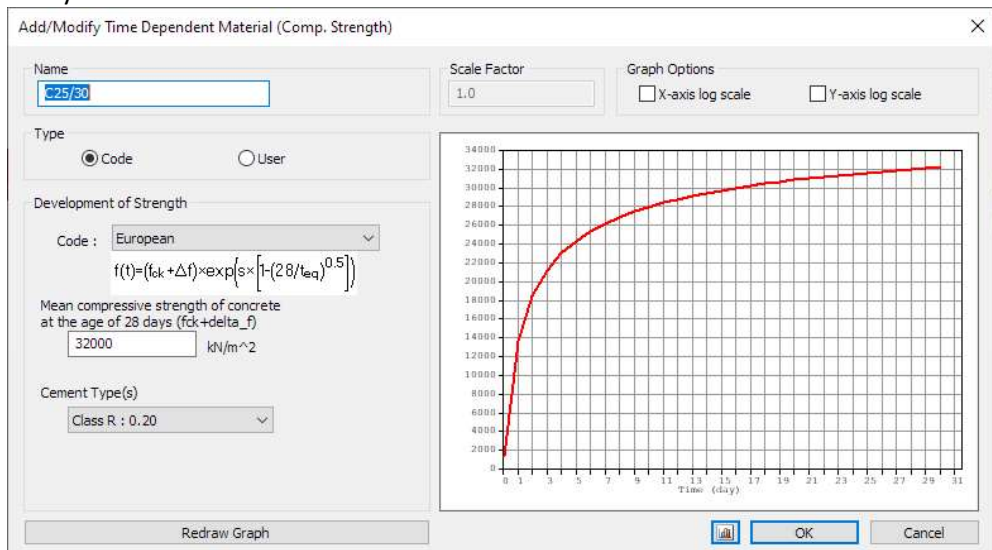 Add/Modify Time Dependent Material (Comp. Strength)
Name
C25/30
Scale Factor
1.0
Graph Options
X-axis log scale
Y-axis log scale
Type
Code
User
Development of Strength
Code :
European
f(t)=(fck+Δf)×exp(s×[1-(28/teq)^0.5])
Mean compressive strength of concrete
at the age of 28 days (fck+delta_f)
32000
kN/m^2
Cement Type(s)
Class R : 0.20
34000
32000
30000
28000
26000
24000
22000
20000
18000
16000
14000
12000
10000
8000
6000
4000
2000
0
0 1 3 5 7 9 11 13 15 17 19 21 23 25 27 29 31
Time (day)
Redraw Graph
OK
Cancel